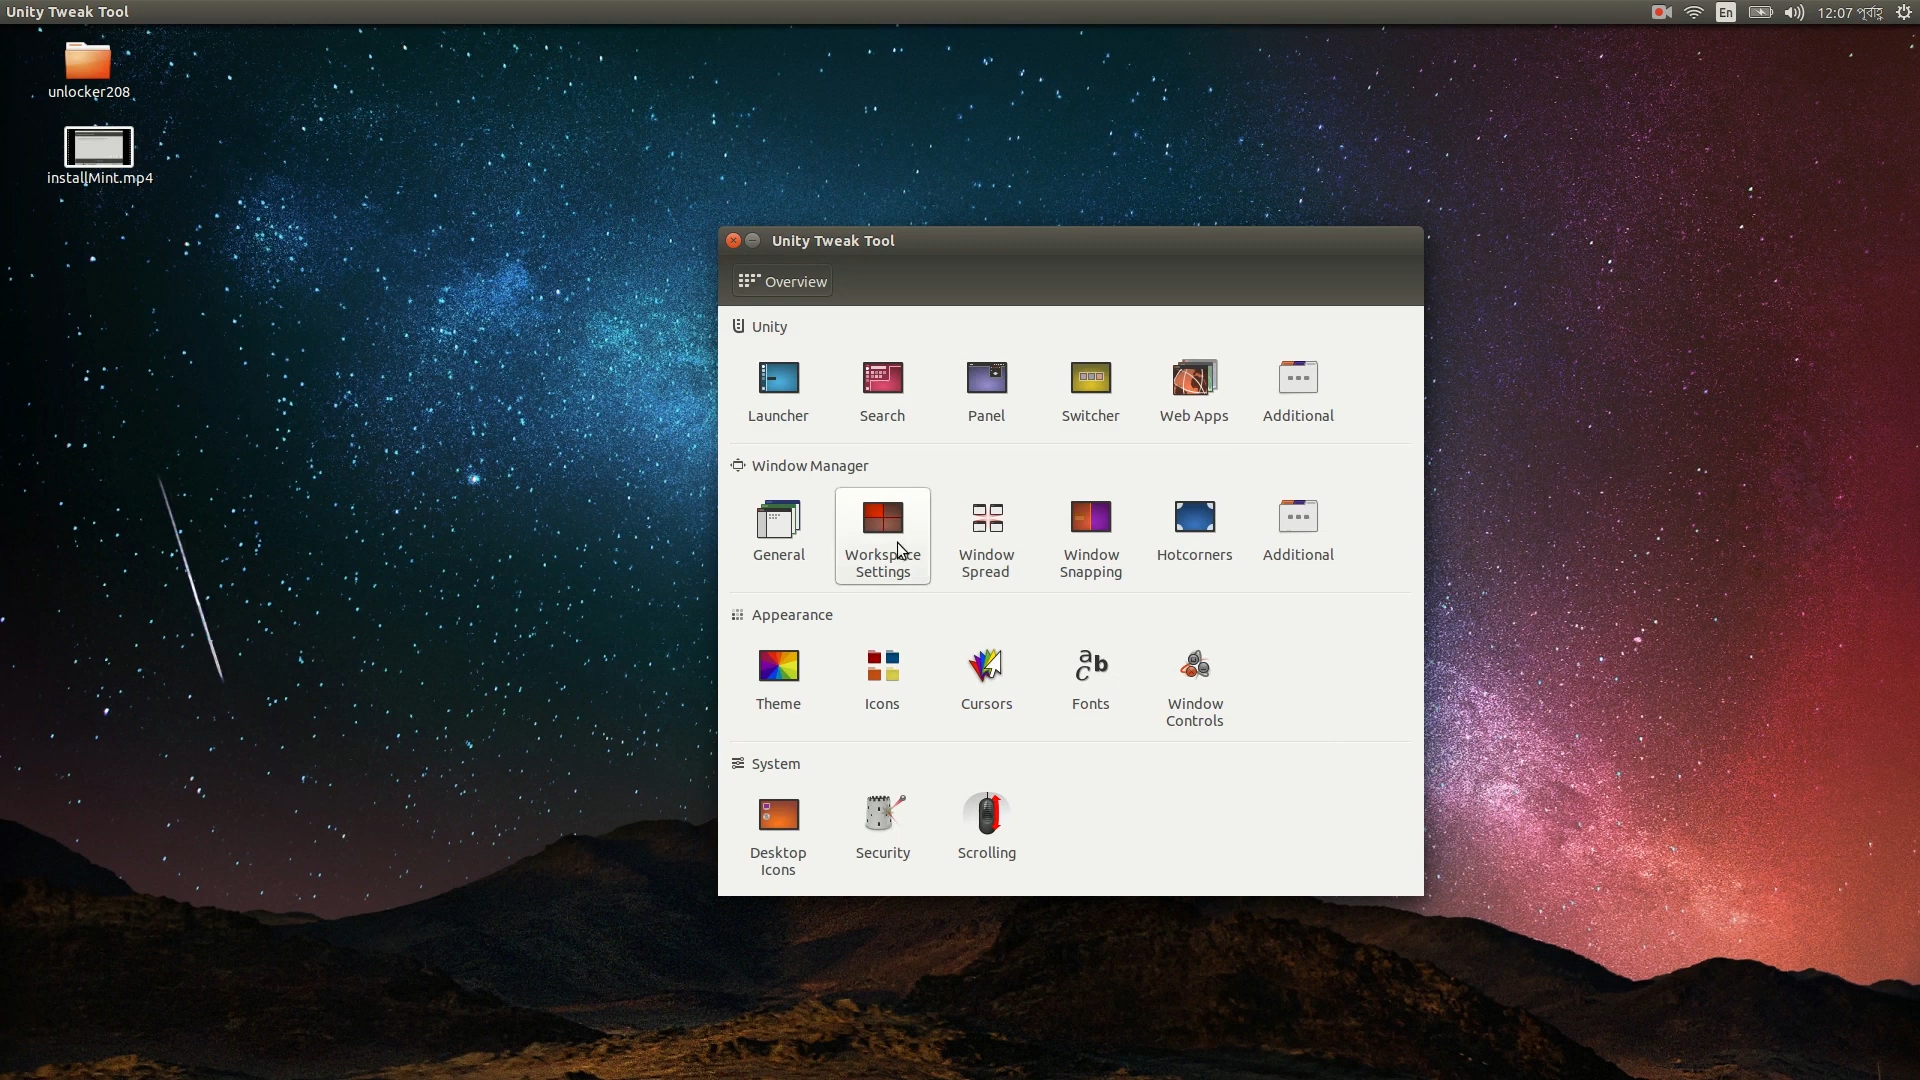 Unity Tweak Tool
En
12:07 পূর্বাহ্ণ
unlocker208
installMint.mp4
Unity Tweak Tool
Overview
Unity
Launcher
Search
Panel
Switcher
Web Apps
Additional
Window Manager
General
Workspace
Settings
Window
Spread
Window
Snapping
Hotcorners
Additional
Appearance
Theme
Icons
Cursors
Fonts
Window
Controls
System
Desktop
Icons
Security
Scrolling